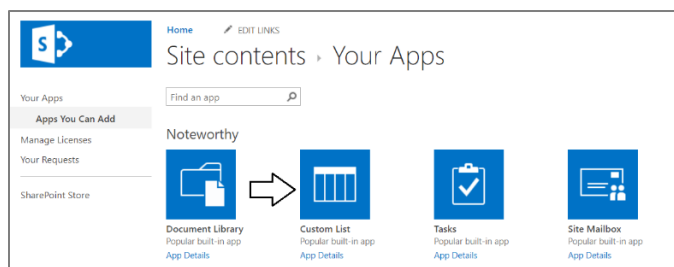 S
Home EDIT LINKS
Site contents › Your Apps
Your Apps
Apps You Can Add
Manage Licenses
Your Requests
SharePoint Store
Find an app
Noteworthy
Document Library Custom List Tasks Site Mailbox
Popular built-in app Popular built-in app Popular built-in app Popular built-in app
App Details App Details App Details App Details